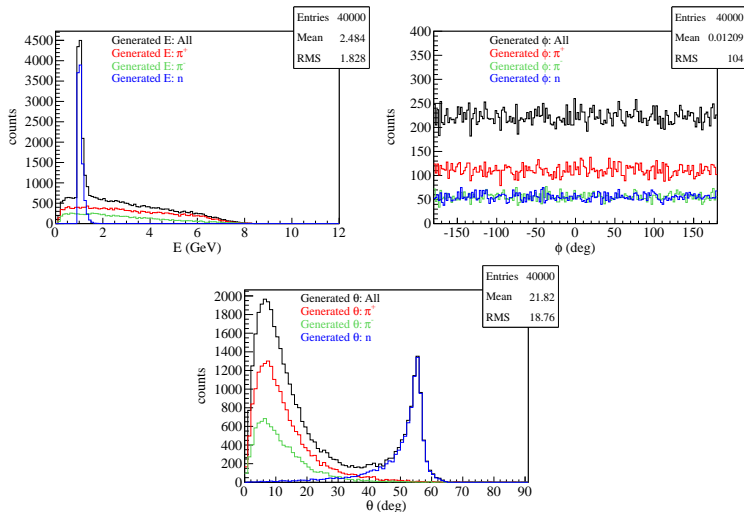 Entries 40000
Mean 2.484
RMS 1.828
Generated E: All
Generated E: π⁺
Generated E: π⁻
Generated E: n
counts
4500
4000
3500
3000
2500
2000
1500
1000
500
0
0 2 4 6 8 10 12
E (GeV)
Entries 40000
Mean 0.01209
RMS 104
Generated ϕ: All
Generated ϕ: π⁺
Generated ϕ: π⁻
Generated ϕ: n
counts
400
350
300
250
200
150
100
50
0
-150 -100 -50 0 50 100 150
ϕ (deg)
Entries 40000
Mean 21.82
RMS 18.76
Generated θ: All
Generated θ: π⁺
Generated θ: π⁻
Generated θ: n
counts
2000
1800
1600
1400
1200
1000
800
600
400
200
0
0 10 20 30 40 50 60 70 80 90
θ (deg)